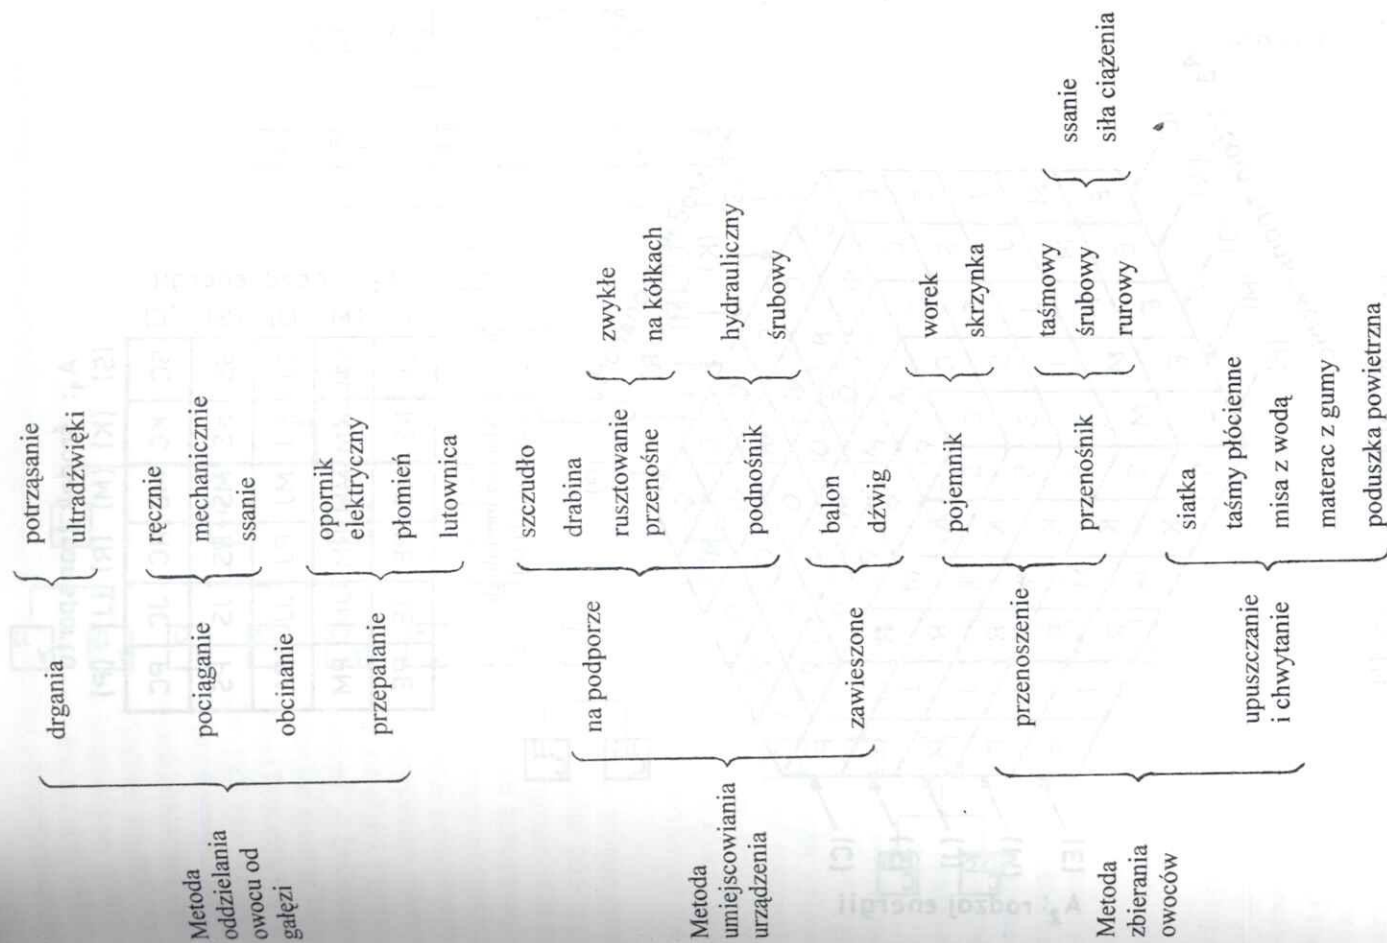 Metoda
oddzielania
owocu od
gałęzi
drgania
potrząsanie
ultradźwięki
pociąganie
ręcznie
mechanicznie
ssanie
obcinanie
przepalanie
opornik
elektryczny
płomień
lutownica
Metoda
umiejscowiania
urządzenia
na podporze
szczudło
drabina
rusztowanie
przenośne
zwykłe
na kółkach
podnośnik
hydrauliczny
śrubowy
zawieszone
balon
dźwig
Metoda
zbierania
owoców
przenoszenie
pojemnik
worek
skrzynka
przenośnik
taśmowy
śrubowy
rurowy
ssanie
siła ciążenia
upuszczanie
i chwytanie
siatka
taśmy płócienne
misa z wodą
materac z gumy
poduszka powietrzna